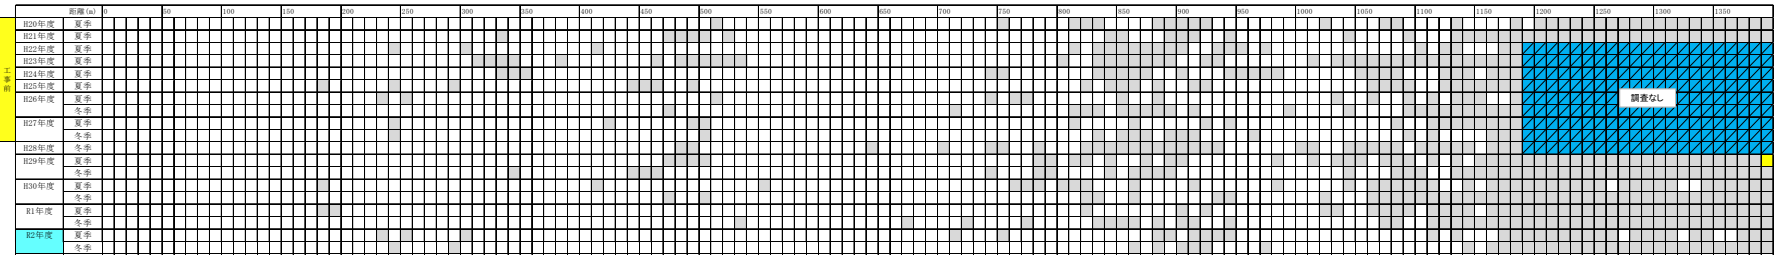 距離(m) 0 50 100 150 200 250 300 350 400 450 500 550 600 650 700 750 800 850 900 950 1000 1050 1100 1150 1200 1250 1300 1350
工事前
H20年度 夏季
H21年度 夏季
H22年度 夏季
H23年度 夏季
H24年度 夏季
H25年度 夏季
H26年度 夏季
冬季
H27年度 夏季
冬季
H28年度 冬季
H29年度 夏季
冬季
H30年度 夏季
冬季
R1年度 夏季
冬季
R2年度 夏季
冬季
調査なし